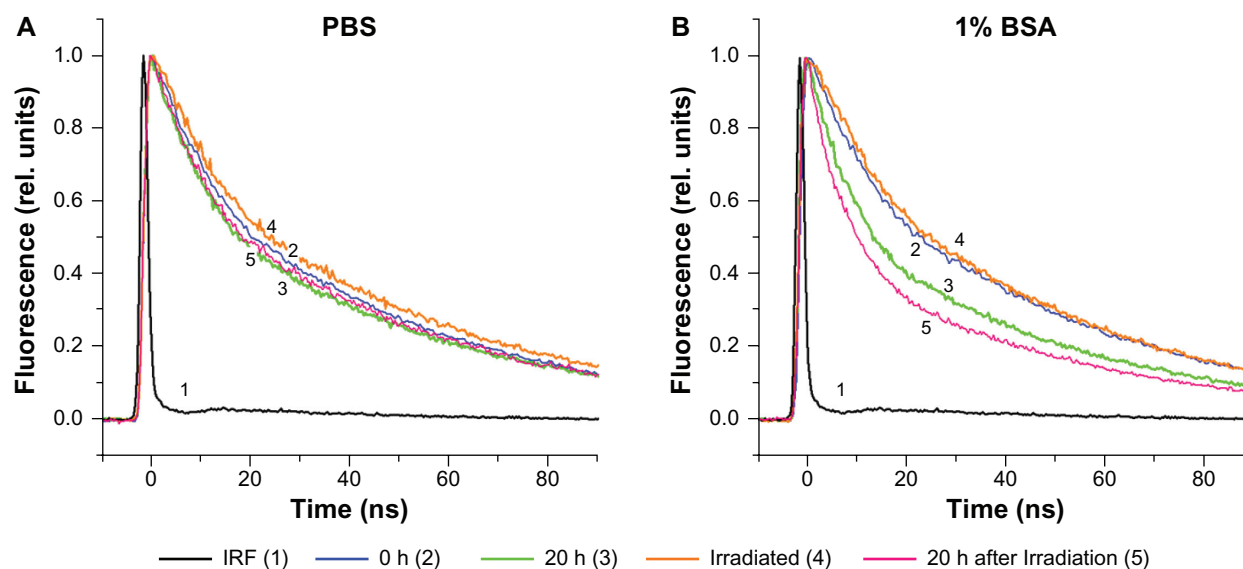 A
PBS
Fluorescence (rel. units)
1.0
0.8
0.6
0.4
0.2
0.0
4
2
5
3
1
0
20
40
60
80
Time (ns)
B
1% BSA
Fluorescence (rel. units)
1.0
0.8
0.6
0.4
0.2
0.0
4
2
3
5
1
0
20
40
60
80
Time (ns)
IRF (1)
0 h (2)
20 h (3)
Irradiated (4)
20 h after Irradiation (5)